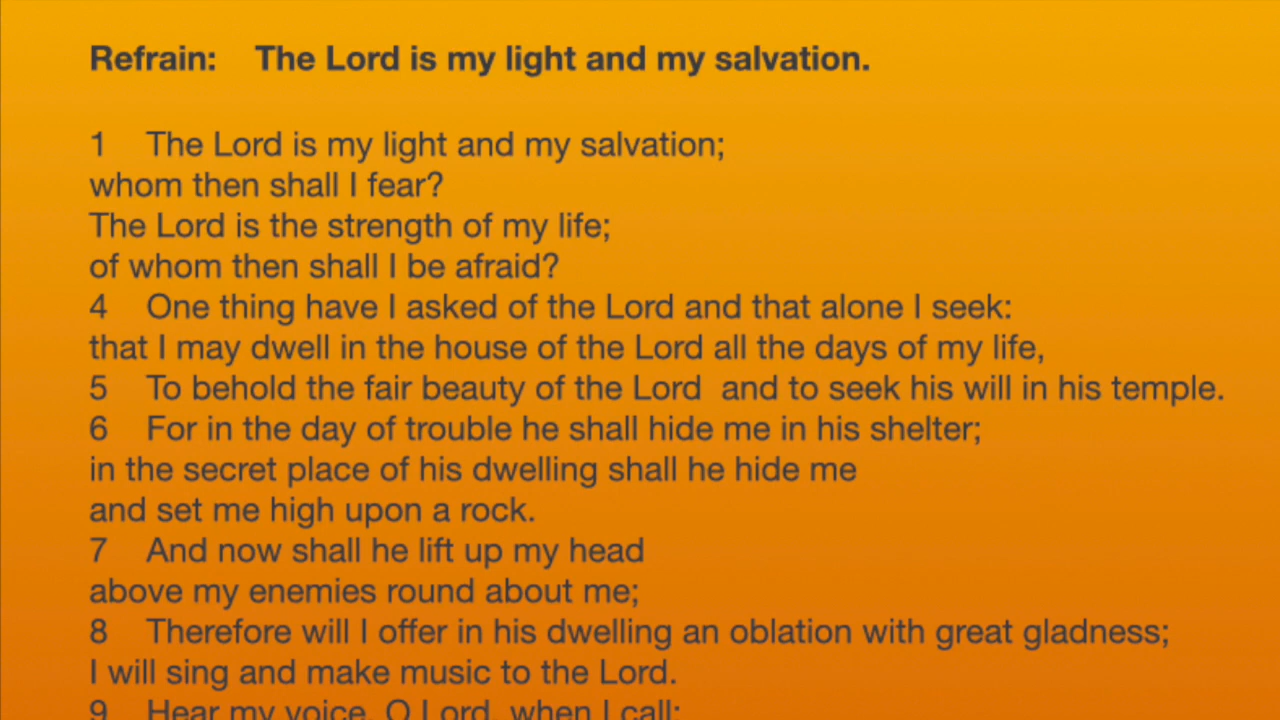 Refrain: The Lord is my light and my salvation.
1 The Lord is my light and my salvation;
whom then shall I fear?
The Lord is the strength of my life;
of whom then shall I be afraid?
4 One thing have I asked of the Lord and that alone I seek:
that I may dwell in the house of the Lord all the days of my life,
5 To behold the fair beauty of the Lord  and to seek his will in his temple.
6 For in the day of trouble he shall hide me in his shelter;
in the secret place of his dwelling shall he hide me
and set me high upon a rock.
7 And now shall he lift up my head
above my enemies round about me;
8 Therefore will I offer in his dwelling an oblation with great gladness;
I will sing and make music to the Lord.
9 Hear my voice, O Lord, when I call;